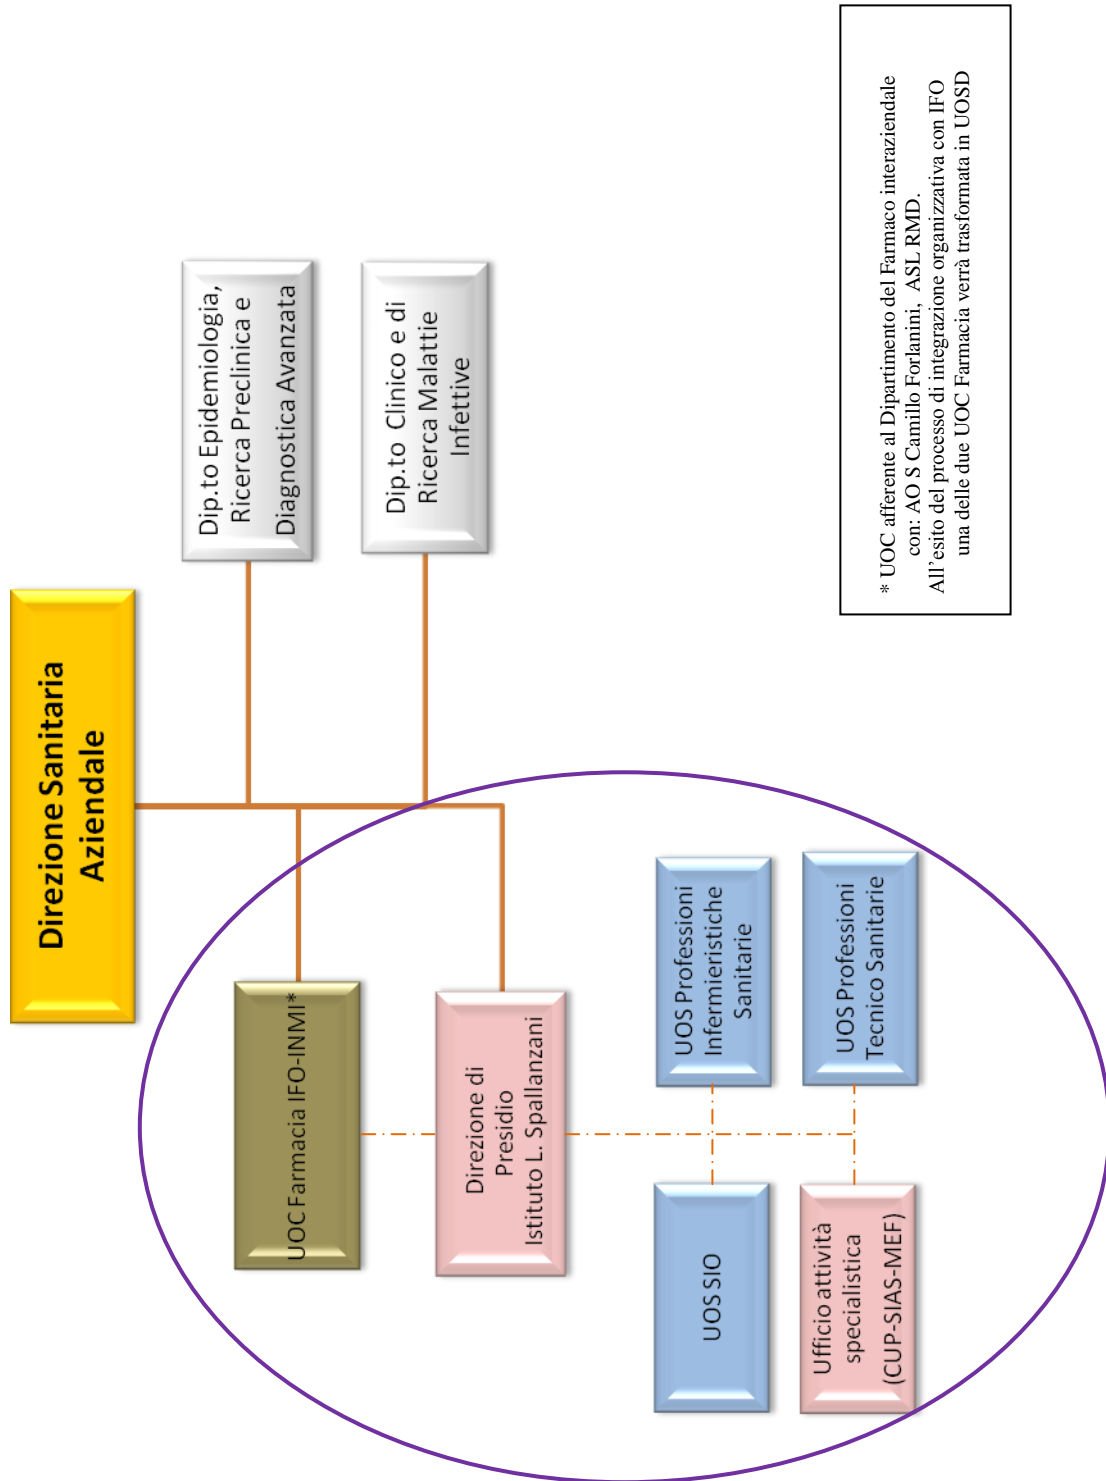 Direzione Sanitaria
Aziendale
UOC Farmacia IFO-INMI*
Dip.to Epidemiologia,
Ricerca Preclinica e
Diagnostica Avanzata
Direzione di
Presidio
Istituto L. Spallanzani
Dip.to Clinico e di
Ricerca Malattie
Infettive
UOS SIO
UOS Professioni
Infermieristiche
Sanitarie
Ufficio attività
specialistica
(CUP-SIAS-MEF)
UOS Professioni
Tecnico Sanitarie
* UOC afferente al Dipartimento del Farmaco interaziendale
con: AO S Camillo Forlanini, ASL RMD.
All’esito del processo di integrazione organizzativa con IFO
una delle due UOC Farmacia verrà trasformata in UOSD